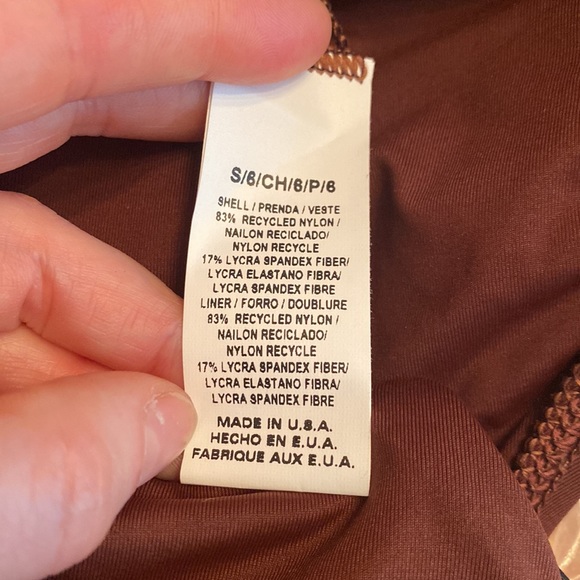 S/6/CH/6/P/6
SHELL / PRENDA / VESTE
83% RECYCLED NYLON /
NAILON RECICLADO/
NYLON RECYCLE
17% LYCRA SPANDEX FIBER/
LYCRA ELASTANO FIBRA/
LYCRA SPANDEX FIBRE
LINER / FORRO / DOUBLURE
83% RECYCLED NYLON /
NAILON RECICLADO/
NYLON RECYCLE
17% LYCRA SPANDEX FIBER/
LYCRA ELASTANO FIBRA/
LYCRA SPANDEX FIBRE
MADE IN U.S.A.
HECHO EN E.U.A.
FABRIQUE AUX E.U.A.